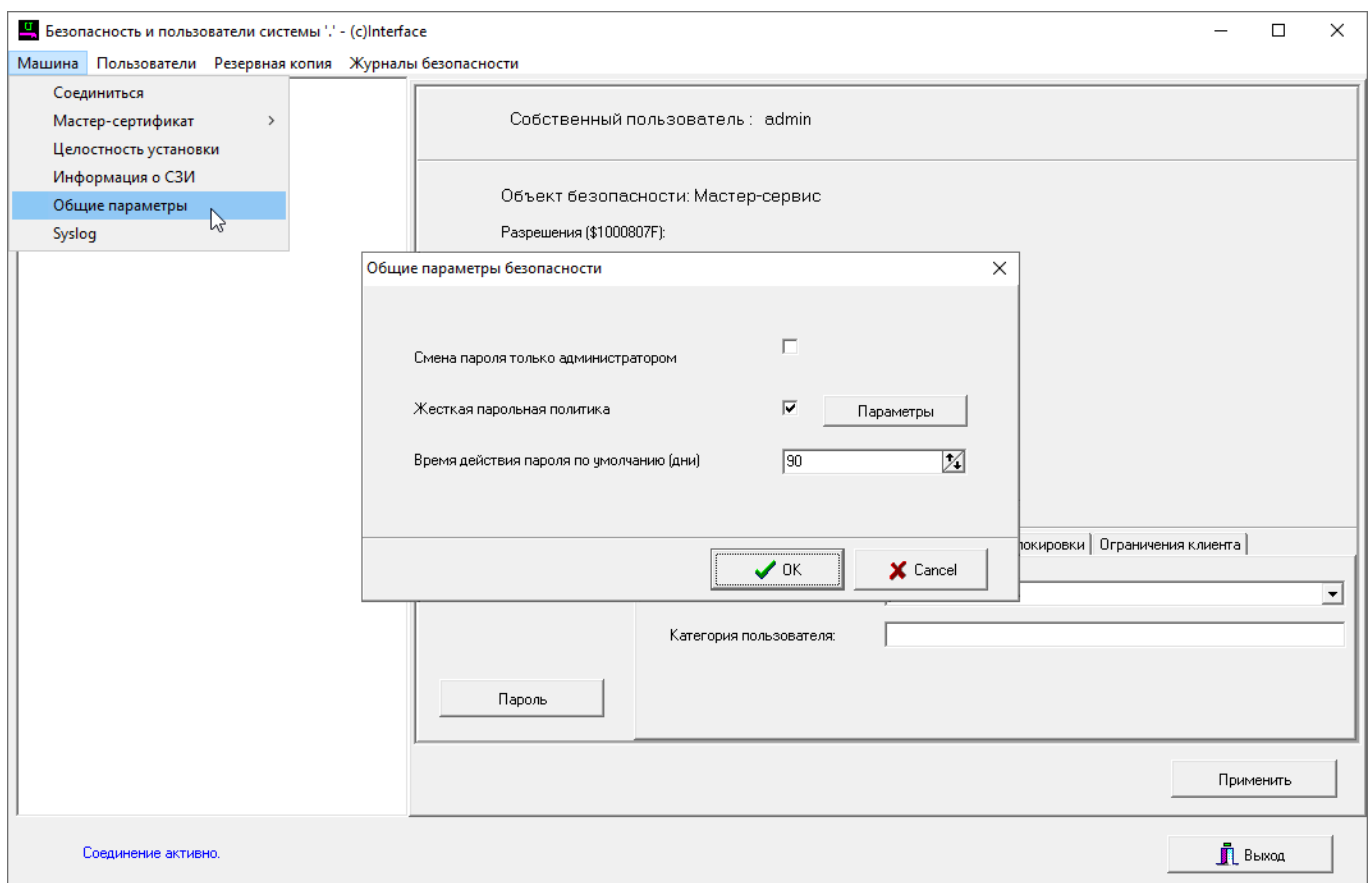 Безопасность и пользователи системы '.' - (c)Interface
Машина Пользователи Резервная копия Журналы безопасности
Соединиться
Мастер-сертификат
Целостность установки
Информация о СЗИ
Общие параметры
Syslog
Собственный пользователь : admin
Объект безопасности: Мастер-сервис
Разрешения ($1000807F):
Общие параметры безопасности
Смена пароля только администратором
Жесткая парольная политика
Параметры
Время действия пароля по умолчанию (дни)
90
OK
Cancel
локировки Ограничения клиента
Категория пользователя:
Пароль
Применить
Соединение активно.
Выход